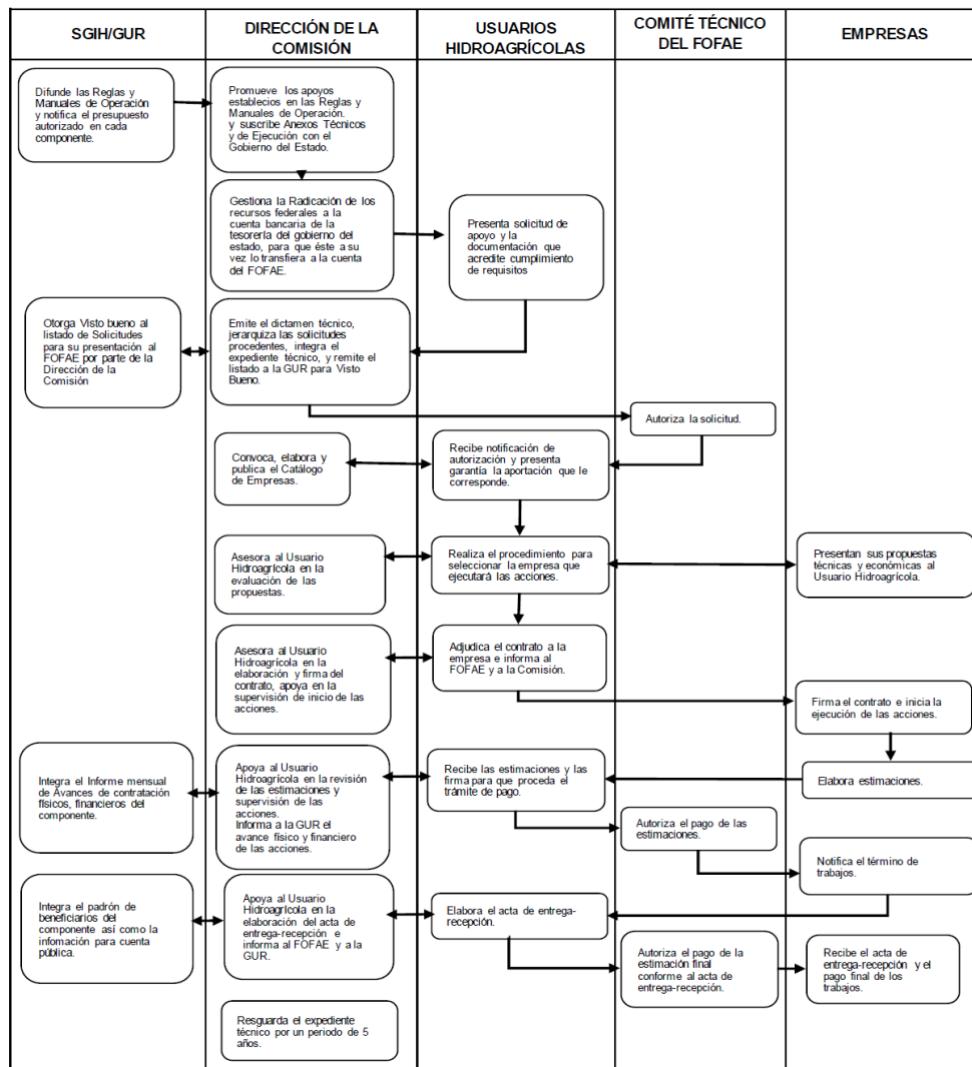 SGIH/GUR
DIRECCIÓN DE LA
COMISIÓN
USUARIOS
HIDROAGRÍCOLAS
COMITÉ TÉCNICO
DEL FOFAE
EMPRESAS
Difunde las Reglas y
Manuales de Operación
y notifica el presupuesto
autorizado en cada
componente.
Promueve los apoyos
establecios en las Reglas y
Manuales de Operación.
y suscribe Anexos Técnicos
y de Ejecución con el
Gobierno del Estado.
Gestiona la Radicación de los
recursos federales a la
cuenta bancaria de la
tesorería del gobierno del
estado, para que éste a su
vez lo transfiera a la cuenta
del FOFAE.
Presenta solicitud de
apoyo y la
documentación que
acredite cumplimiento
de requisitos
Otorga Visto bueno al
listado de Solicitudes
para su presentación al
FOFAE por parte de la
Dirección de la
Comisión
Emite el dictamen técnico,
jerarquiza las solicitudes
procedentes, integra el
expediente técnico, y remite el
listado a la GUR para Visto
Bueno.
Autoriza la solicitud.
Convoca, elabora y
publica el Catálogo
de Empresas.
Recibe notificación de
autorización y presenta
garantía la aportación que le
corresponde.
Asesora al Usuario
Hidroagrícola en la
evaluación de las
propuestas.
Realiza el procedimiento para
seleccionar la empresa que
ejecutará las acciones.
Presentan sus propuestas
técnicas y económicas al
Usuario Hidroagrícola.
Asesora al Usuario
Hidroagrícola en la
elaboración y firma del
contrato, apoya en la
supervisión de inicio de las
acciones.
Adjudica el contrato a la
empresa e informa al
FOFAE y a la Comisión.
Firma el contrato e inicia la
ejecución de las acciones.
Integra el Informe mensual
de Avances de contratación
físicos, financieros del
componente.
Apoya al Usuario
Hidroagrícola en la revisión
de las estimaciones y
supervisión de las
acciones.
Informa a la GUR el
avance físico y financiero
de las acciones.
Recibe las estimaciones y las
firma para que proceda el
trámite de pago.
Elabora estimaciones.
Autoriza el pago de las
estimaciones.
Notifica el término de
trabajos.
Integra el padrón de
beneficiarios del
componente así como la
infomación para cuenta
pública.
Apoya al Usuario
Hidroagrícola en la
elaboración del acta de
entrega-recepción e
informa al FOFAE y a la
GUR.
Elabora el acta de entrega-
recepción.
Autoriza el pago de la
estimación final
conforme al acta de
entrega-recepción.
Recibe el acta de
entrega-recepción y el
pago final de los
trabajos.
Resguarda el expediente
técnico por un periodo de 5
años.